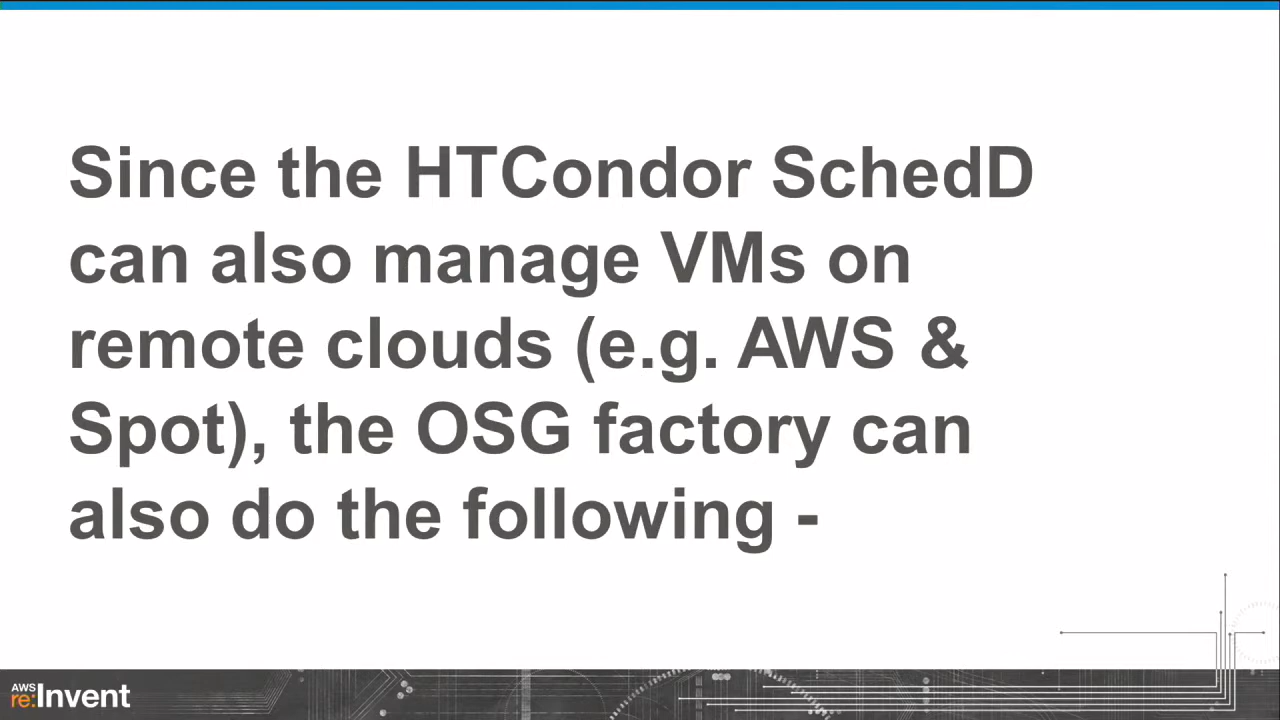 Since the HTCondor SchedD
can also manage VMs on
remote clouds (e.g. AWS &
Spot), the OSG factory can
also do the following -
AWS
re:Invent